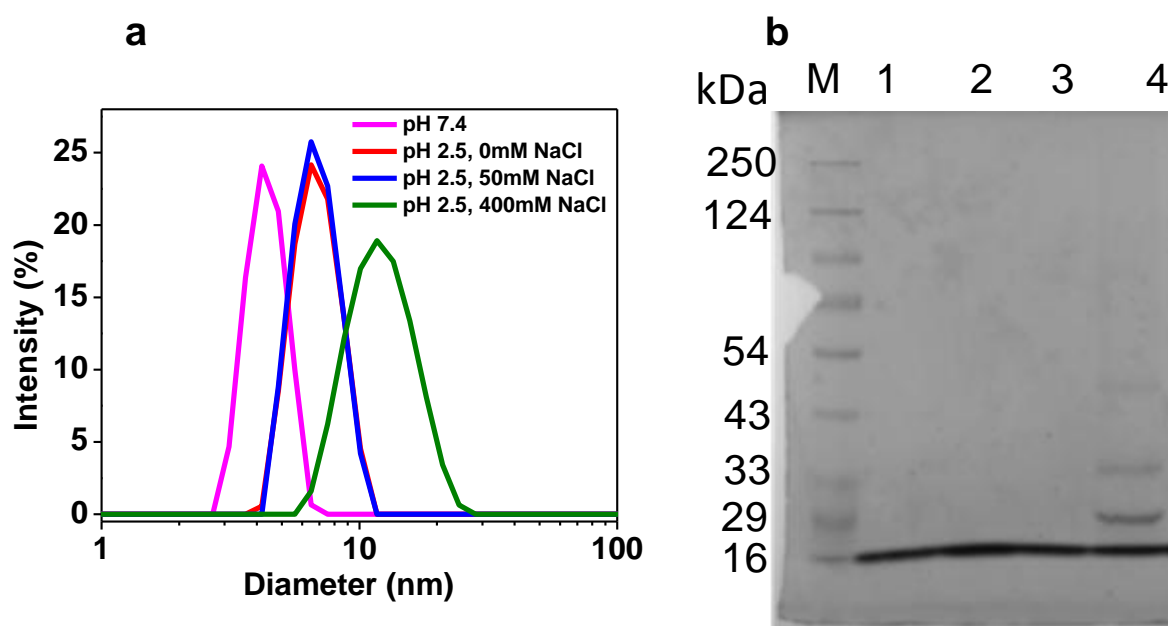 a
pH 7.4
pH 2.5, 0mM NaCl
pH 2.5, 50mM NaCl
pH 2.5, 400mM NaCl
Intensity (%)
25
20
15
10
5
0
1
10
100
Diameter (nm)
b
kDa M 1 2 3 4
250
124
54
43
33
29
16